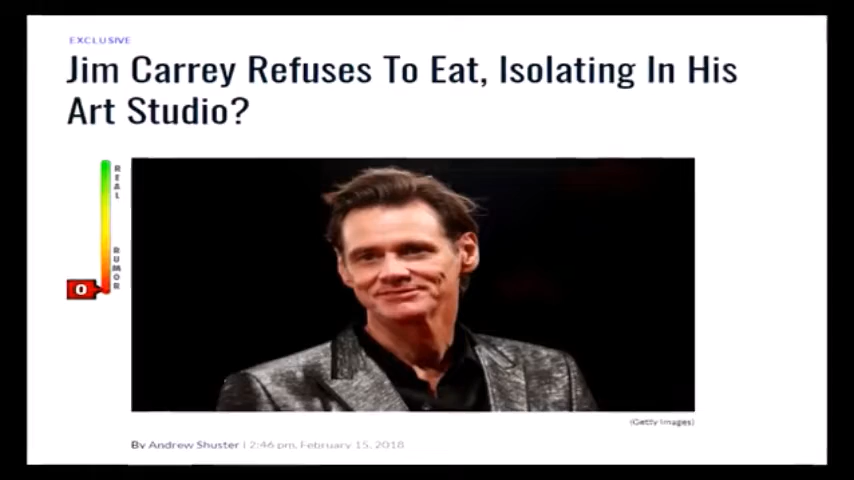 EXCLUSIVE
Jim Carrey Refuses To Eat, Isolating In His
Art Studio?
REAL
RUMOR
0
(Getty Images)
By Andrew Shuster | 2:46 pm, February 15, 2018